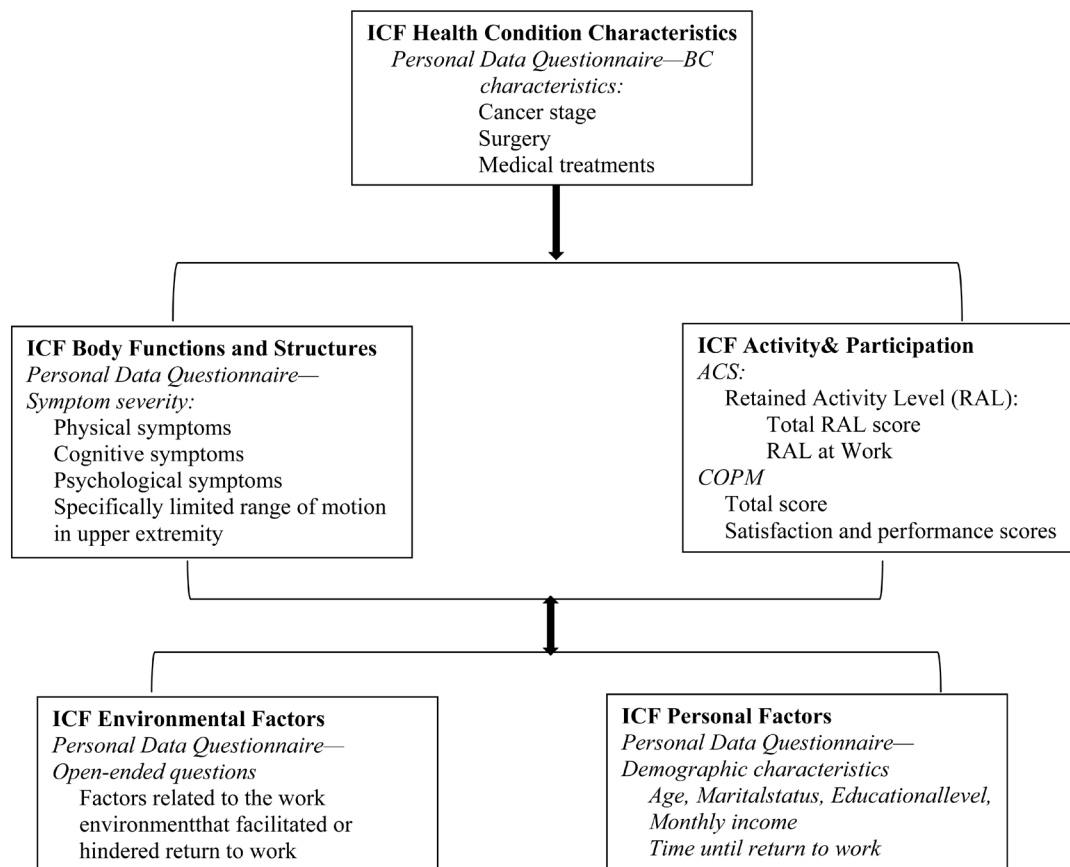 ICF Health Condition Characteristics
Personal Data Questionnaire—BC
characteristics:
Cancer stage
Surgery
Medical treatments
ICF Body Functions and Structures
Personal Data Questionnaire—
Symptom severity:
Physical symptoms
Cognitive symptoms
Psychological symptoms
Specifically limited range of motion
in upper extremity
ICF Activity& Participation
ACS:
Retained Activity Level (RAL):
Total RAL score
RAL at Work
COPM
Total score
Satisfaction and performance scores
ICF Environmental Factors
Personal Data Questionnaire—
Open-ended questions
Factors related to the work
environmentthat facilitated or
hindered return to work
ICF Personal Factors
Personal Data Questionnaire—
Demographic characteristics
Age, Maritalstatus, Educationallevel,
Monthly income
Time until return to work